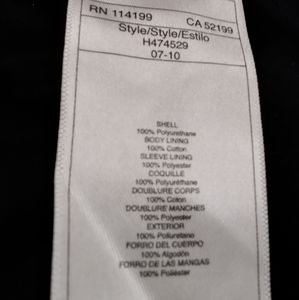 RN 114199 CA 52199
Style/Style/Estilo
H474529
07-10
SHELL
100% Polyurethane
BODY LINING
100% Cotton
SLEEVE LINING
100% Polyester
COQUILLE
100% Polyuréthane
DOUBLURE CORPS
100% Coton
DOUBLURE MANCHES
100% Polyester
EXTERIOR
100% Poliuretano
FORRO DEL CUERPO
100% Algodón
FORRO DE LAS MANGAS
100% Poliéster